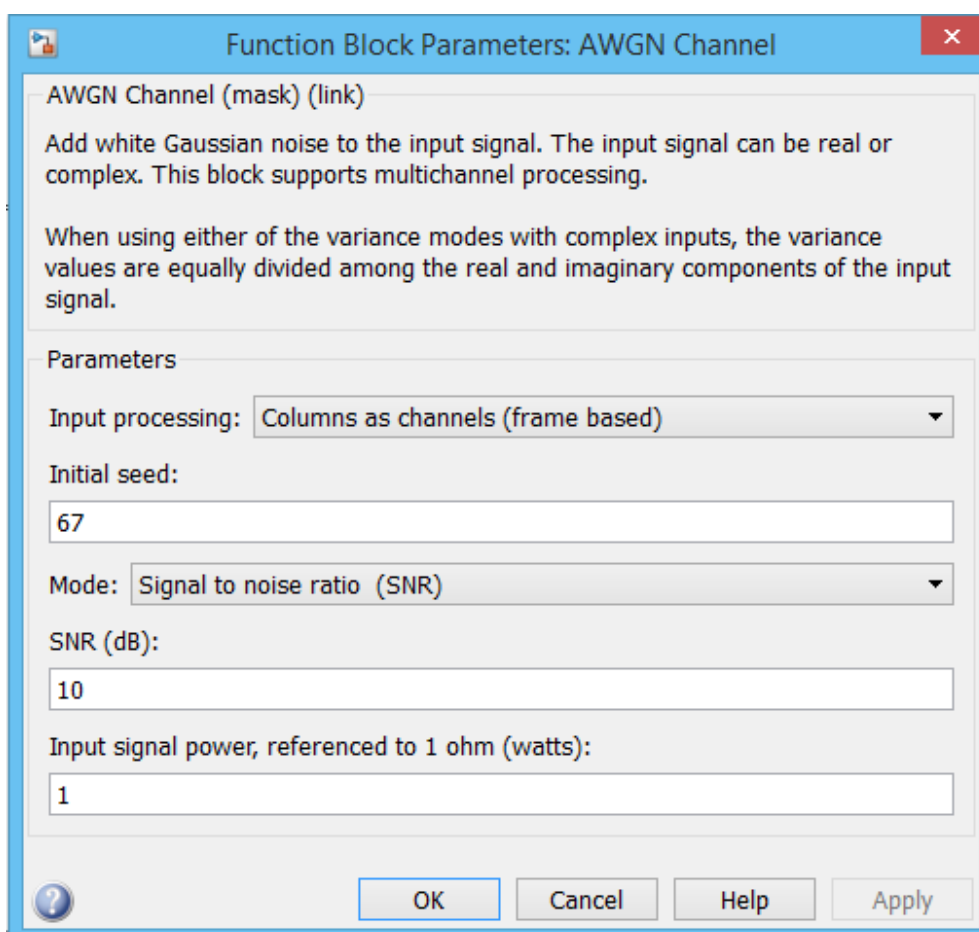 Function Block Parameters: AWGN Channel
AWGN Channel (mask) (link)
Add white Gaussian noise to the input signal. The input signal can be real or
complex. This block supports multichannel processing.
When using either of the variance modes with complex inputs, the variance
values are equally divided among the real and imaginary components of the input
signal.
Parameters
Input processing: Columns as channels (frame based)
Initial seed:
67
Mode: Signal to noise ratio (SNR)
SNR (dB):
10
Input signal power, referenced to 1 ohm (watts):
1
OK Cancel Help Apply